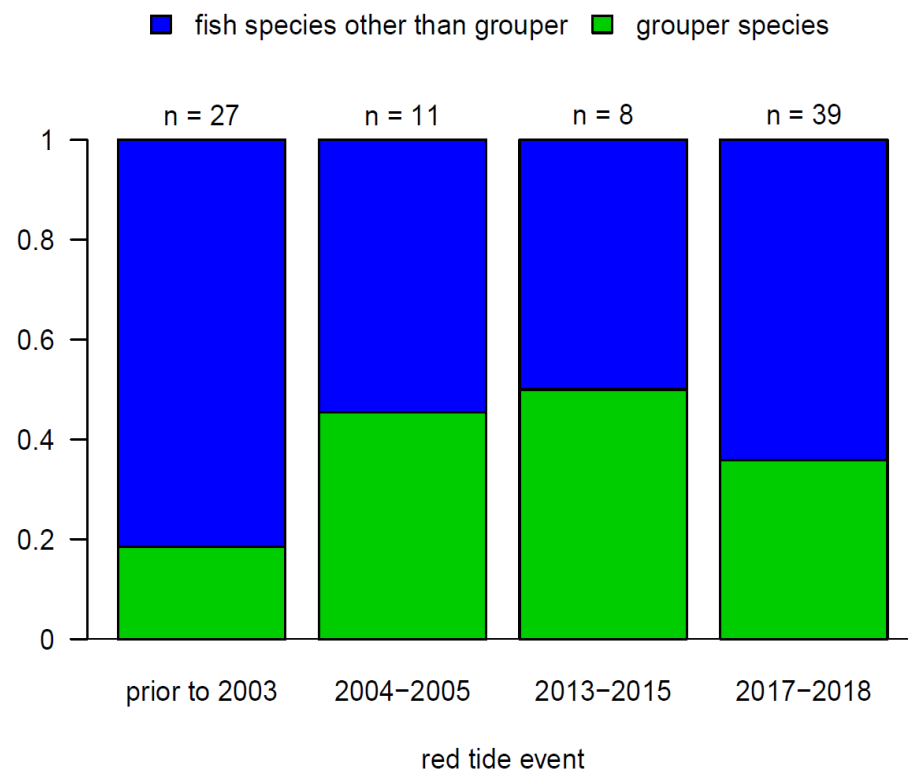 fish species other than grouper grouper species
n = 27 n = 11 n = 8 n = 39
1
0.8
0.6
0.4
0.2
0
prior to 2003 2004−2005 2013−2015 2017−2018
red tide event